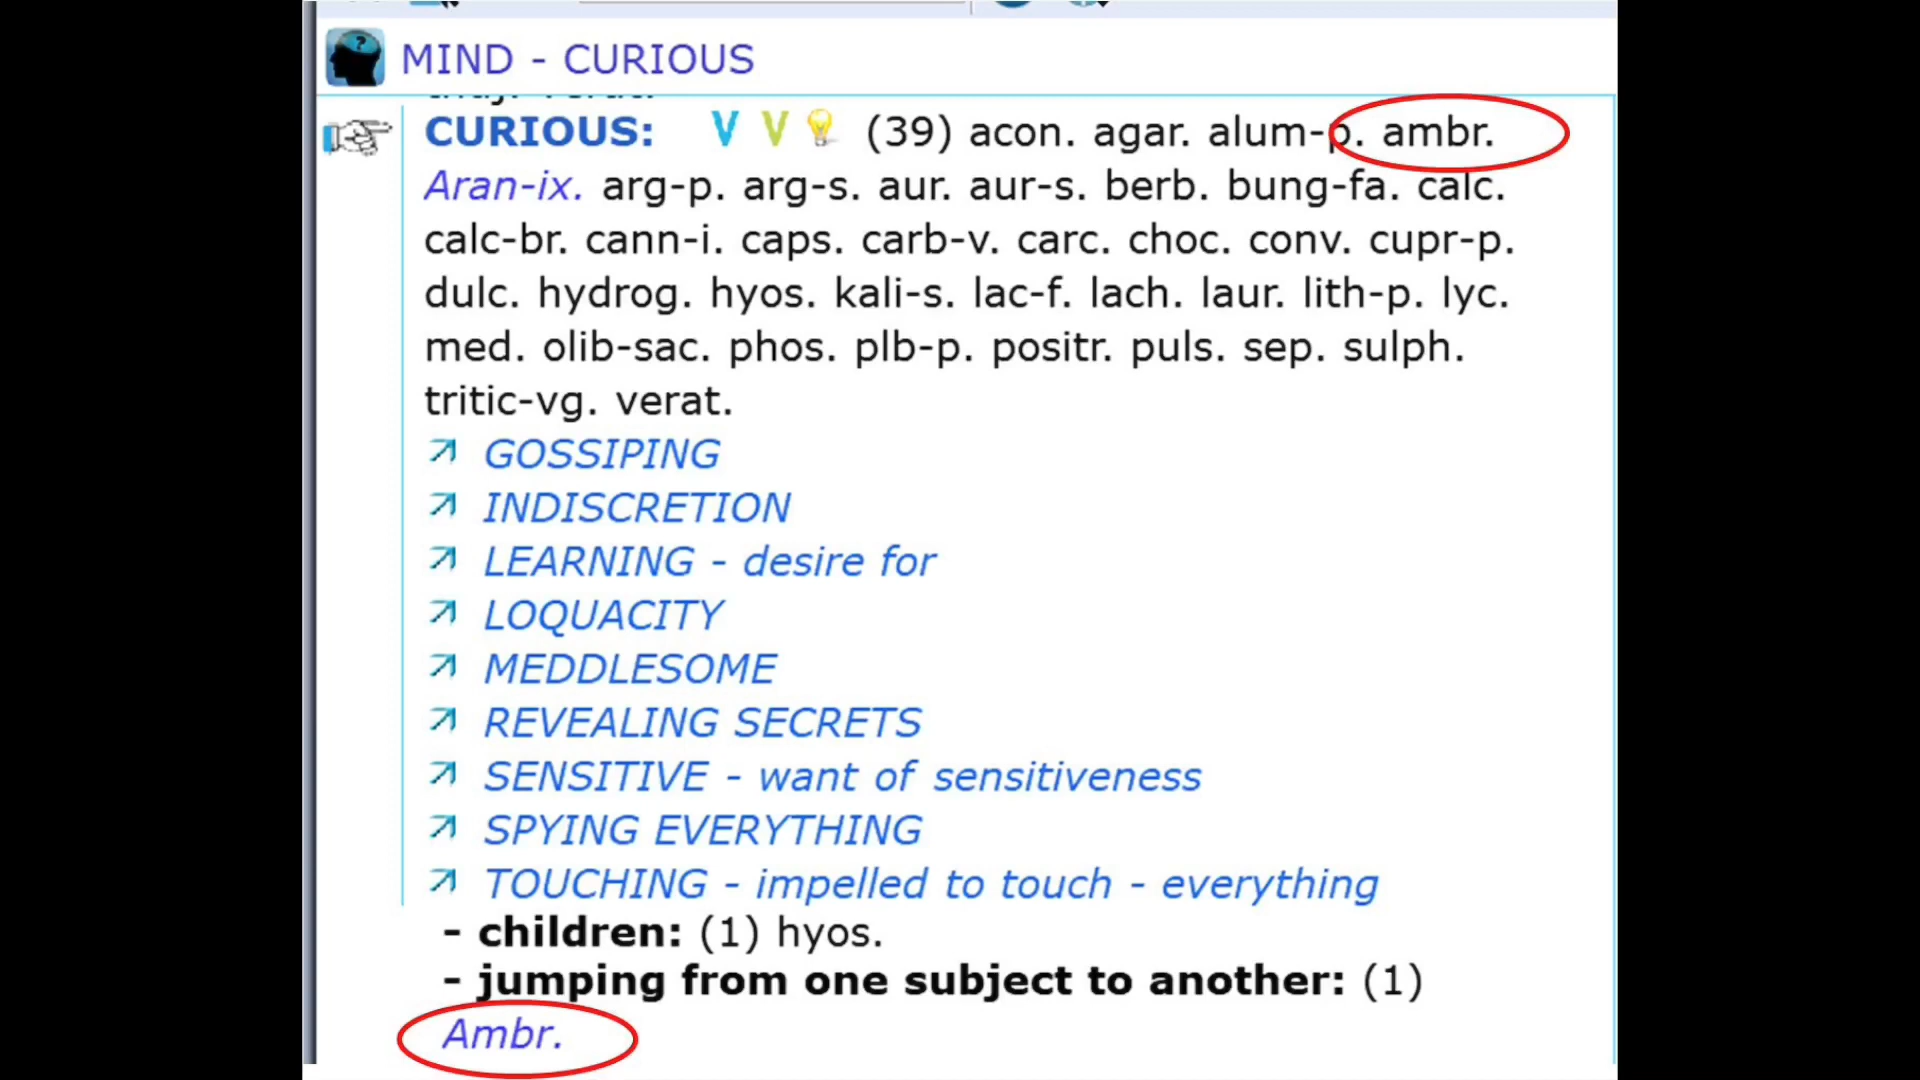 MIND - CURIOUS
CURIOUS: V V (39) acon. agar. alum-p. ambr.
Aran-ix. arg-p. arg-s. aur. aur-s. berb. bung-fa. calc.
calc-br. cann-i. caps. carb-v. carc. choc. conv. cupr-p.
dulc. hydrog. hyos. kali-s. lac-f. lach. laur. lith-p. lyc.
med. olib-sac. phos. plb-p. positr. puls. sep. sulph.
tritic-vg. verat.
GOSSIPING
INDISCRETION
LEARNING - desire for
LOQUACITY
MEDDLESOME
REVEALING SECRETS
SENSITIVE - want of sensitiveness
SPYING EVERYTHING
TOUCHING - impelled to touch - everything
- children: (1) hyos.
- jumping from one subject to another: (1)
Ambr.